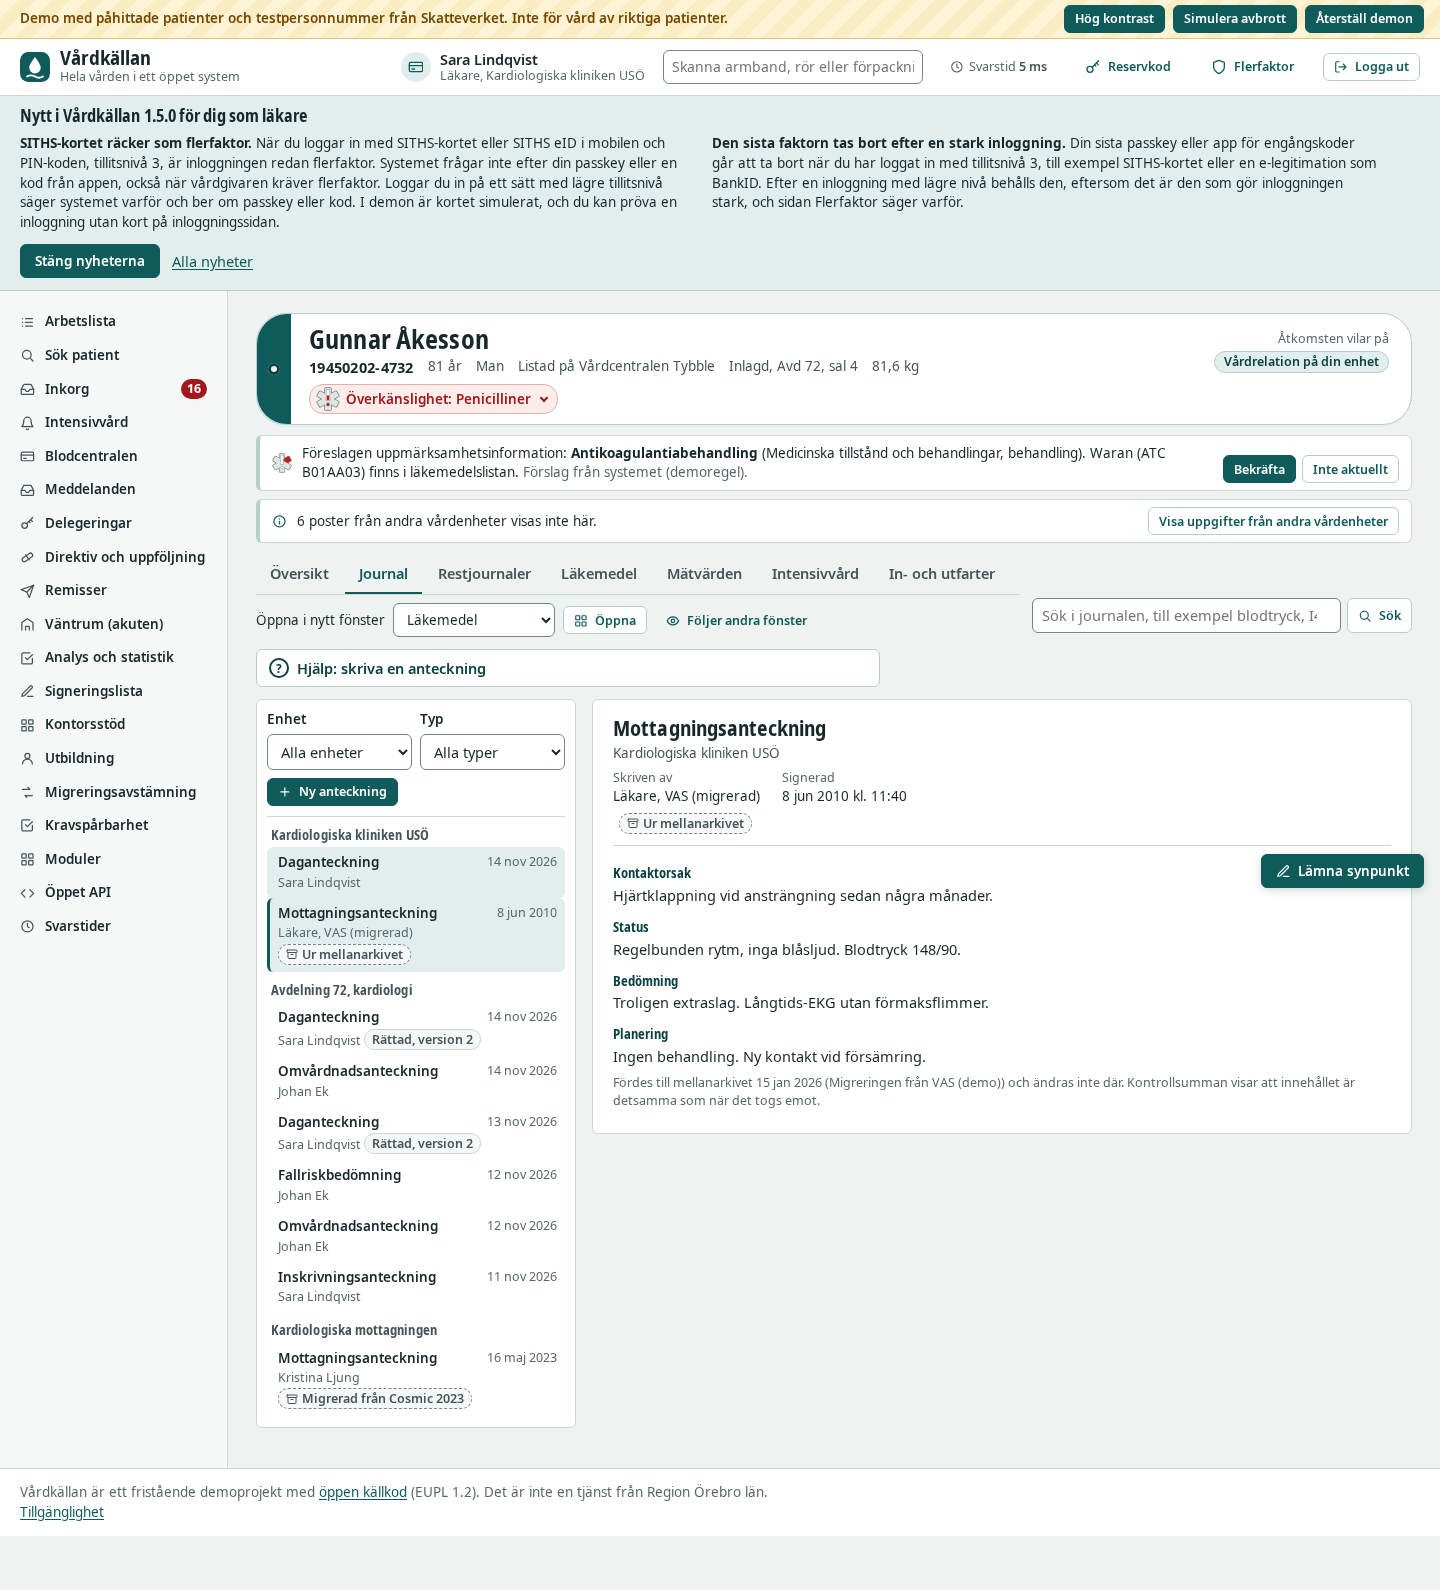 Demo med påhittade patienter och testpersonnummer från Skatteverket. Inte för vård av riktiga patienter.
Hög kontrast
Simulera avbrott
Återställ demon
Vårdkällan
Hela vården i ett öppet system
Sara Lindqvist
Läkare, Kardiologiska kliniken USÖ
Skanna armband, rör eller förpackni
Svarstid 5 ms
Reservkod
Flerfaktor
Logga ut
Nytt i Vårdkällan 1.5.0 för dig som läkare
SITHS-kortet räcker som flerfaktor. När du loggar in med SITHS-kortet eller SITHS eID i mobilen och
PIN-koden, tillitsnivå 3, är inloggningen redan flerfaktor. Systemet frågar inte efter din passkey eller en
kod från appen, också när vårdgivaren kräver flerfaktor. Loggar du in på ett sätt med lägre tillitsnivå
säger systemet varför och ber om passkey eller kod. I demon är kortet simulerat, och du kan pröva en
inloggning utan kort på inloggningssidan.
Den sista faktorn tas bort efter en stark inloggning. Din sista passkey eller app för engångskoder
går att ta bort när du har loggat in med tillitsnivå 3, till exempel SITHS-kortet eller en e-legitimation som
BankID. Efter en inloggning med lägre nivå behålls den, eftersom det är den som gör inloggningen
stark, och sidan Flerfaktor säger varför.
Stäng nyheterna
Alla nyheter
Arbetslista
Sök patient
Inkorg
16
Intensivvård
Blodcentralen
Meddelanden
Delegeringar
Direktiv och uppföljning
Remisser
Väntrum (akuten)
Analys och statistik
Signeringslista
Kontorsstöd
Utbildning
Migreringsavstämning
Kravspårbarhet
Moduler
Öppet API
Svarstider
Gunnar Åkesson
19450202-4732
81 år
Man
Listad på Vårdcentralen Tybble
Inlagd, Avd 72, sal 4
81,6 kg
Överkänslighet: Penicilliner
Åtkomsten vilar på
Vårdrelation på din enhet
Föreslagen uppmärksamhetsinformation: Antikoagulantiabehandling (Medicinska tillstånd och behandlingar, behandling). Waran (ATC
B01AA03) finns i läkemedelslistan. Förslag från systemet (demoregel).
Bekräfta
Inte aktuellt
6 poster från andra vårdenheter visas inte här.
Visa uppgifter från andra vårdenheter
Översikt
Journal
Restjournaler
Läkemedel
Mätvärden
Intensivvård
In- och utfarter
Öppna i nytt fönster
Läkemedel
Öppna
Följer andra fönster
Sök i journalen, till exempel blodtryck, I4
Sök
? Hjälp: skriva en anteckning
Enhet
Typ
Alla enheter
Alla typer
Ny anteckning
Kardiologiska kliniken USÖ
Daganteckning
14 nov 2026
Sara Lindqvist
Mottagningsanteckning
8 jun 2010
Läkare, VAS (migrerad)
Ur mellanarkivet
Avdelning 72, kardiologi
Daganteckning
14 nov 2026
Sara Lindqvist
Rättad, version 2
Omvårdnadsanteckning
14 nov 2026
Johan Ek
Daganteckning
13 nov 2026
Sara Lindqvist
Rättad, version 2
Fallriskbedömning
12 nov 2026
Johan Ek
Omvårdnadsanteckning
12 nov 2026
Johan Ek
Inskrivningsanteckning
11 nov 2026
Sara Lindqvist
Kardiologiska mottagningen
Mottagningsanteckning
16 maj 2023
Kristina Ljung
Migrerad från Cosmic 2023
Mottagningsanteckning
Kardiologiska kliniken USÖ
Skriven av
Läkare, VAS (migrerad)
Signerad
8 jun 2010 kl. 11:40
Ur mellanarkivet
Kontaktorsak
Hjärtklappning vid ansträngning sedan några månader.
Status
Regelbunden rytm, inga blåsljud. Blodtryck 148/90.
Bedömning
Troligen extraslag. Långtids-EKG utan förmaksflimmer.
Planering
Ingen behandling. Ny kontakt vid försämring.
Fördes till mellanarkivet 15 jan 2026 (Migreringen från VAS (demo)) och ändras inte där. Kontrollsumman visar att innehållet är
detsamma som när det togs emot.
Lämna synpunkt
Vårdkällan är ett fristående demoprojekt med öppen källkod (EUPL 1.2). Det är inte en tjänst från Region Örebro län.
Tillgänglighet